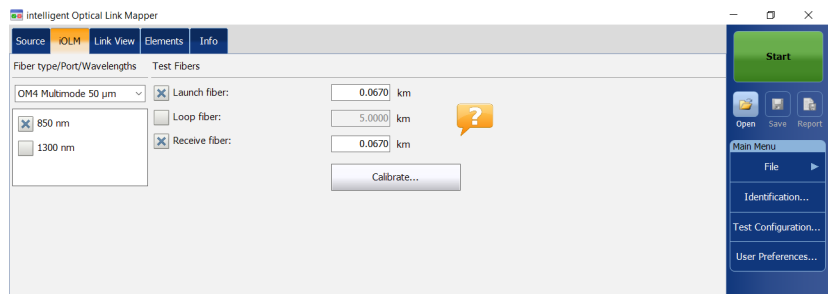 intelligent Optical Link Mapper
Source iOLM Link View Elements Info
Fiber type/Port/Wavelengths Test Fibers
OM4 Multimode 50 µm
850 nm
1300 nm
Launch fiber: 0.0670 km
Loop fiber: 5.0000 km
Receive fiber: 0.0670 km
?
Calibrate...
Start
Open Save Report
Main Menu
File
Identification...
Test Configuration...
User Preferences...